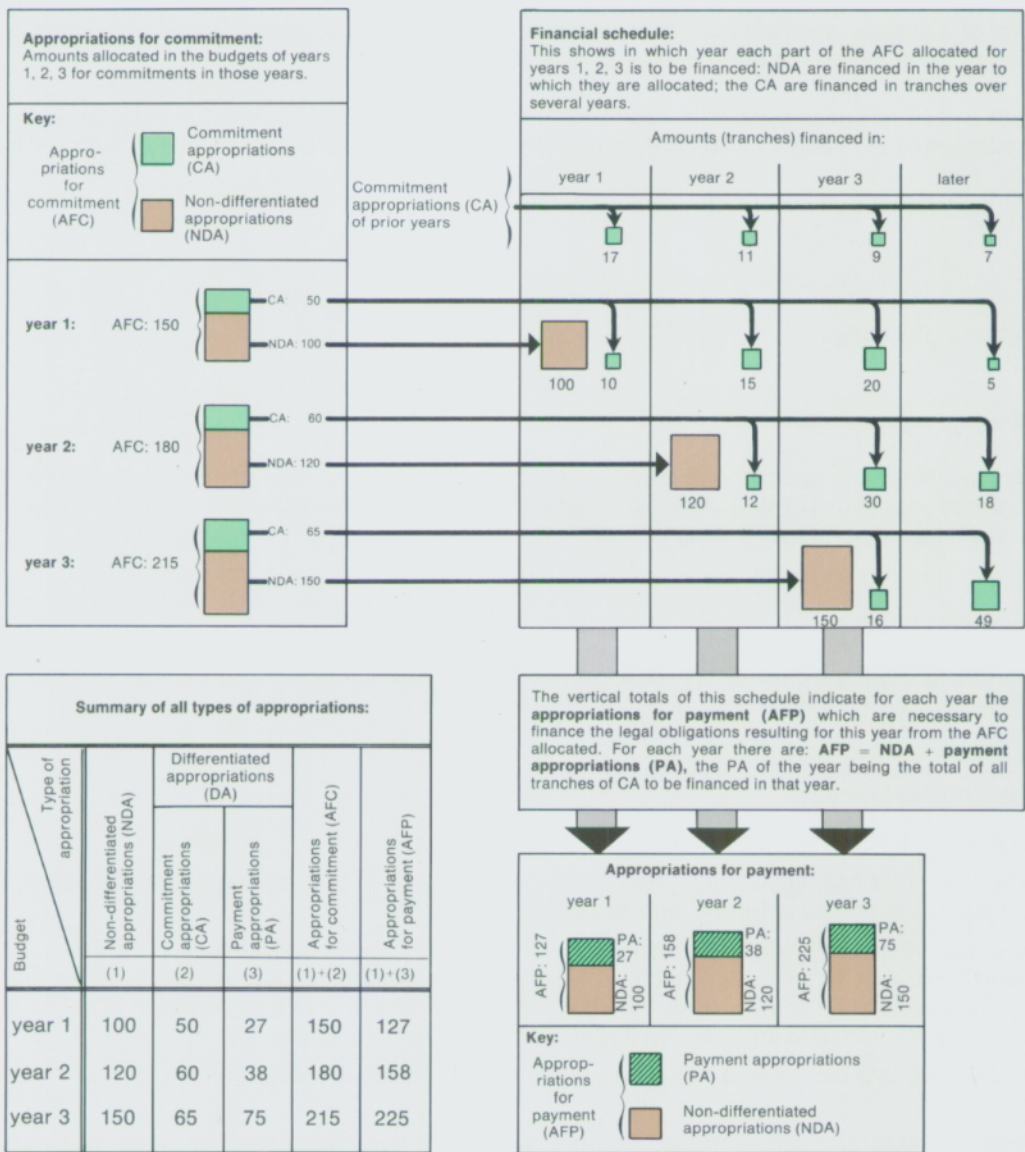 Appropriations for commitment:
Amounts allocated in the budgets of years
1, 2, 3 for commitments in those years.
Key:
Appro-
priations
for
commitment
(AFC)
Commitment
appropriations
(CA)
Non-differentiated
appropriations
(NDA)
Financial schedule:
This shows in which year each part of the AFC allocated for
years 1, 2, 3 is to be financed: NDA are financed in the year to
which they are allocated; the CA are financed in tranches over
several years.
Amounts (tranches) financed in:
year 1 year 2 year 3 later
Commitment
appropriations (CA)
of prior years
17 11 9 7
year 1: AFC: 150
CA: 50
NDA: 100
100 10 15 20 5
year 2: AFC: 180
CA: 60
NDA: 120
120 12 30 18
year 3: AFC: 215
CA: 65
NDA: 150
150 16 49
The vertical totals of this schedule indicate for each year the
appropriations for payment (AFP) which are necessary to
finance the legal obligations resulting for this year from the AFC
allocated. For each year there are: AFP = NDA + payment
appropriations (PA), the PA of the year being the total of all
tranches of CA to be financed in that year.
Summary of all types of appropriations:
Type of
appropriation
Budget
Non-differentiated
appropriations (NDA)
Differentiated
appropriations
(DA)
Commitment
appropriations
(CA)
Payment
appropriations
(PA)
Appropriations
for commitment (AFC)
Appropriations
for payment (AFP)
(1) (2) (3) (1)+(2) (1)+(3)
year 1 100 50 27 150 127
year 2 120 60 38 180 158
year 3 150 65 75 215 225
Appropriations for payment:
year 1 year 2 year 3
AFP: 127
PA:
27
NDA:
100
AFP: 158
PA:
38
NDA:
120
AFP: 225
PA:
75
NDA:
150
Key:
Approp-
riations
for
payment
(AFP)
Payment appropriations
(PA)
Non-differentiated
appropriations (NDA)